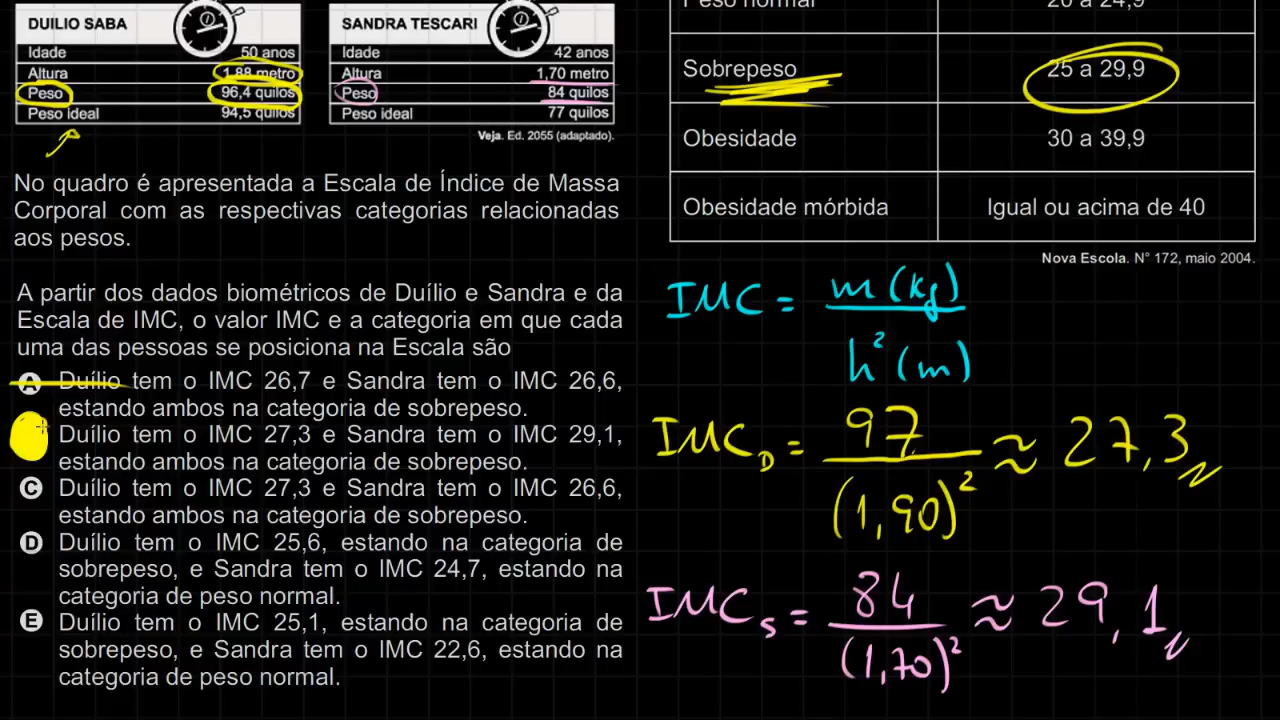 DUILIO SABA
Idade 50 anos
Altura 1,88 metro
Peso 96,4 quilos
Peso ideal 94,5 quilos
SANDRA TESCARI
Idade 42 anos
Altura 1,70 metro
Peso 84 quilos
Peso ideal 77 quilos
Veja. Ed. 2055 (adaptado).
No quadro é apresentada a Escala de Índice de Massa
Corporal com as respectivas categorias relacionadas
aos pesos.
A partir dos dados biométricos de Duílio e Sandra e da
Escala de IMC, o valor IMC e a categoria em que cada
uma das pessoas se posiciona na Escala são
A Duílio tem o IMC 26,7 e Sandra tem o IMC 26,6,
estando ambos na categoria de sobrepeso.
Duílio tem o IMC 27,3 e Sandra tem o IMC 29,1,
estando ambos na categoria de sobrepeso.
C Duílio tem o IMC 27,3 e Sandra tem o IMC 26,6,
estando ambos na categoria de sobrepeso.
D Duílio tem o IMC 25,6, estando na categoria de
sobrepeso, e Sandra tem o IMC 24,7, estando na
categoria de peso normal.
E Duílio tem o IMC 25,1, estando na categoria de
sobrepeso, e Sandra tem o IMC 22,6, estando na
categoria de peso normal.
Peso normal 20 a 24,9
Sobrepeso 25 a 29,9
Obesidade 30 a 39,9
Obesidade mórbida Igual ou acima de 40
Nova Escola. N° 172, maio 2004.
IMC = m (kg)
h² (m)
IMC_D = 97 ≈ 27,3
(1,90)²
IMC_S = 84 ≈ 29,1
(1,70)²